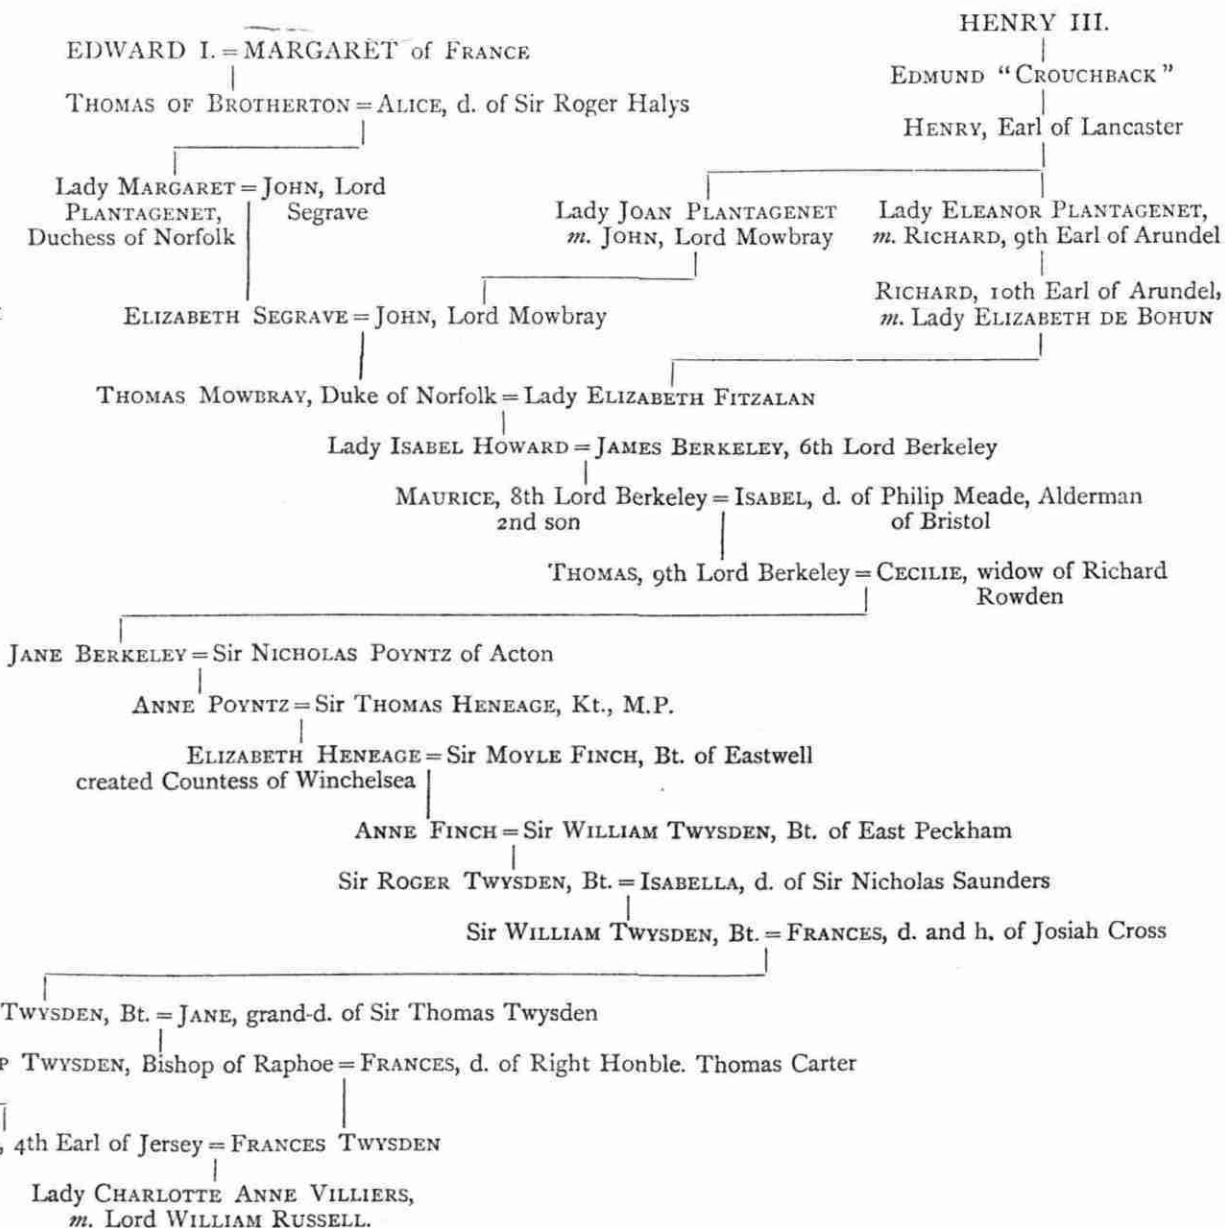 HENRY III.
EDWARD I. = MARGARET of FRANCE
EDMUND "CROUCHBACK"
THOMAS OF BROTHERTON = ALICE, d. of Sir Roger Halys
HENRY, Earl of Lancaster
Lady MARGARET = JOHN, Lord
PLANTAGENET, Segrave
Duchess of Norfolk
Lady JOAN PLANTAGENET
m. JOHN, Lord Mowbray
Lady ELEANOR PLANTAGENET,
m. RICHARD, 9th Earl of Arundel
RICHARD, 10th Earl of Arundel,
m. Lady ELIZABETH DE BOHUN
ELIZABETH SEGRAVE = JOHN, Lord Mowbray
THOMAS MOWBRAY, Duke of Norfolk = Lady ELIZABETH FITZALAN
Lady ISABEL HOWARD = JAMES BERKELEY, 6th Lord Berkeley
MAURICE, 8th Lord Berkeley = ISABEL, d. of Philip Meade, Alderman
2nd son of Bristol
THOMAS, 9th Lord Berkeley = CECILIE, widow of Richard
Rowden
JANE BERKELEY = Sir NICHOLAS POYNTZ of Acton
ANNE POYNTZ = Sir THOMAS HENEAGE, Kt., M.P.
ELIZABETH HENEAGE = Sir MOYLE FINCH, Bt. of Eastwell
created Countess of Winchelsea
ANNE FINCH = Sir WILLIAM TWYSDEN, Bt. of East Peckham
Sir ROGER TWYSDEN, Bt. = ISABELLA, d. of Sir Nicholas Saunders
Sir WILLIAM TWYSDEN, Bt. = FRANCES, d. and h. of Josiah Cross
TWYSDEN, Bt. = JANE, grand-d. of Sir Thomas Twysden
P TWYSDEN, Bishop of Raphoe = FRANCES, d. of Right Honble. Thomas Carter
, 4th Earl of Jersey = FRANCES TWYSDEN
Lady CHARLOTTE ANNE VILLIERS,
m. Lord WILLIAM RUSSELL.